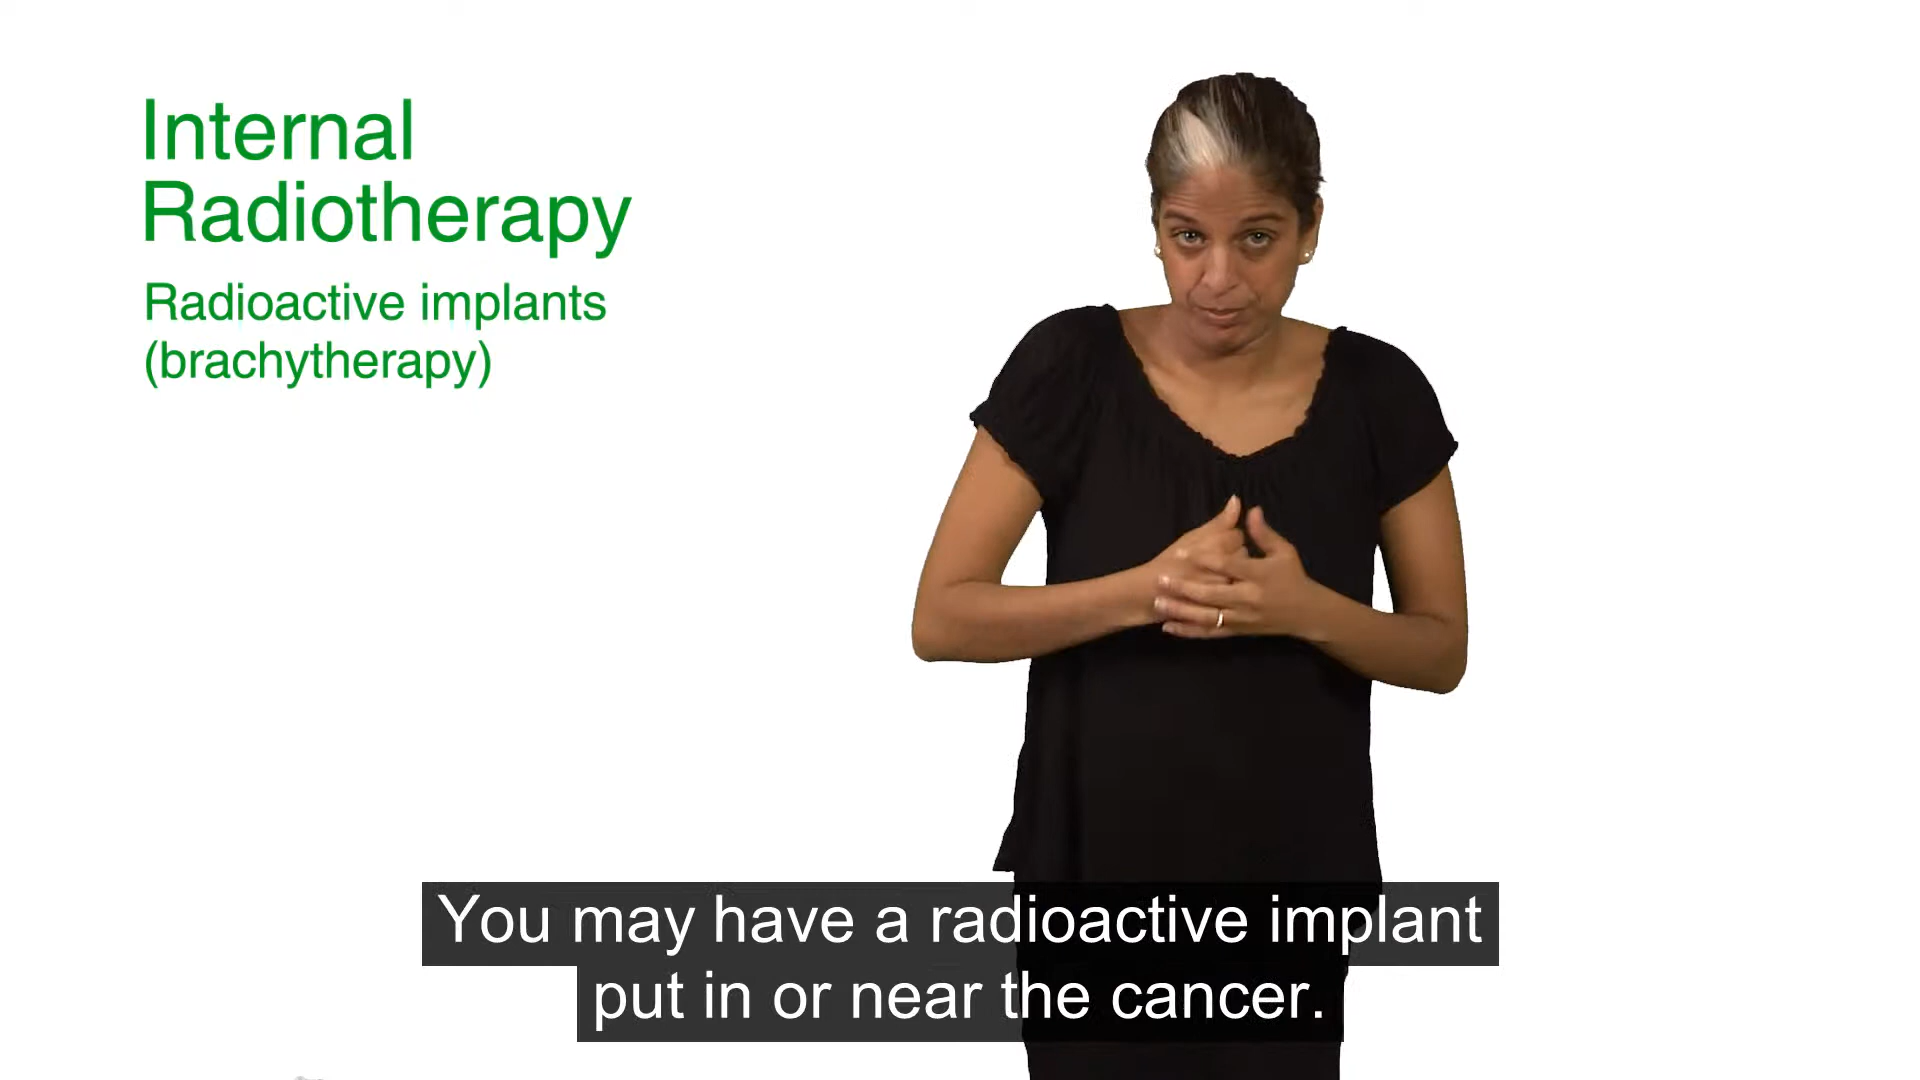 Internal
Radiotherapy
Radioactive implants
(brachytherapy)
You may have a radioactive implant
put in or near the cancer.